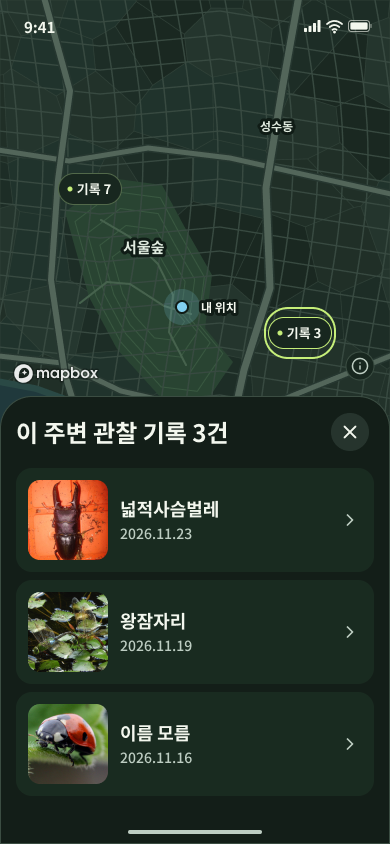 9:41
성수동
기록 7
서울숲
내 위치
기록 3
mapbox
이 주변 관찰 기록 3건
넓적사슴벌레
2026.11.23
왕잠자리
2026.11.19
이름 모름
2026.11.16